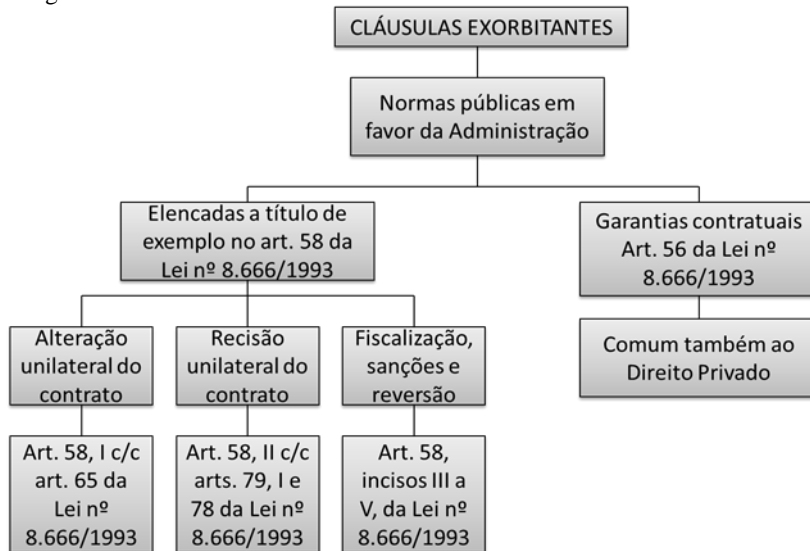 CLÁUSULAS EXORBITANTES
Normas públicas em
favor da Administração
Elencadas a título de
exemplo no art. 58 da
Lei nº 8.666/1993
Garantias contratuais
Art. 56 da Lei nº
8.666/1993
Alteração
unilateral do
contrato
Recisão
unilateral do
contrato
Fiscalização,
sanções e
reversão
Comum também ao
Direito Privado
Art. 58, I c/c
art. 65 da
Lei nº
8.666/1993
Art. 58, II c/c
arts. 79, I e
78 da Lei nº
8.666/1993
Art. 58,
incisos III a
V, da Lei nº
8.666/1993